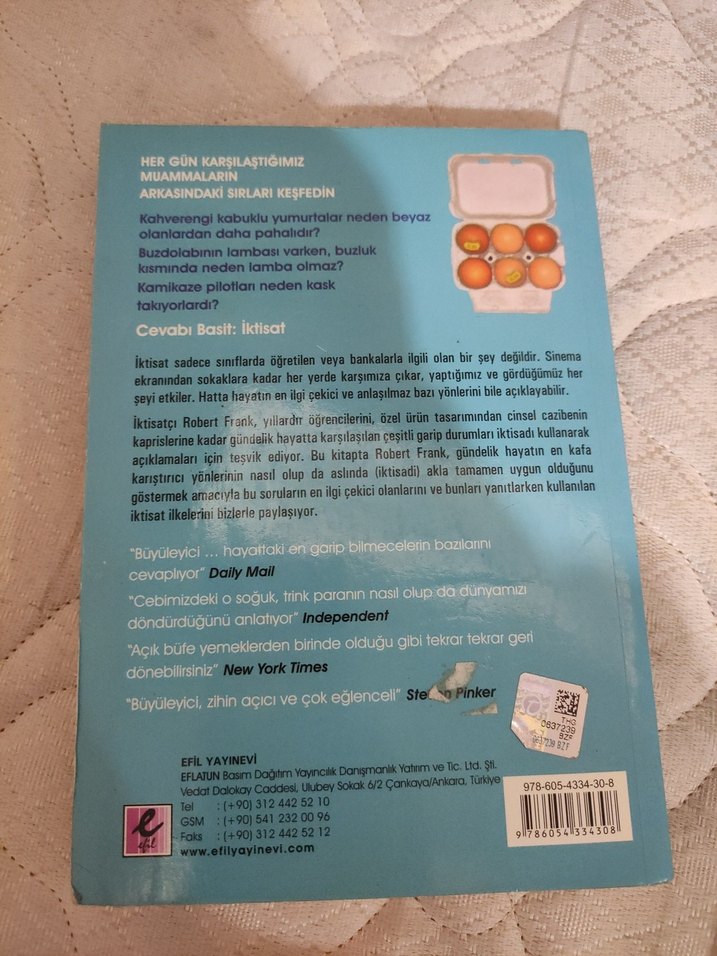 HER GÜN KARŞILAŞTIĞIMIZ
MUAMMALARIN
ARKASINDAKİ SIRLARI KEŞFEDİN
Kahverengi kabuklu yumurtalar neden beyaz
olanlardan daha pahalıdır?
Buzdolabının lambası varken, buzluk
kısmında neden lamba olmaz?
Kamikaze pilotları neden kask
takıyorlardı?
Cevabı Basit: İktisat
İktisat sadece sınıflarda öğretilen veya bankalarla ilgili olan bir şey değildir. Sinema
ekranından sokaklara kadar her yerde karşımıza çıkar, yaptığımız ve gördüğümüz her
şeyi etkiler. Hatta hayatın en ilgi çekici ve anlaşılmaz bazı yönlerini bile açıklayabilir.
İktisatçı Robert Frank, yıllardır öğrencilerini, özel ürün tasarımından cinsel cazibenin
kaprislerine kadar gündelik hayatta karşılaşılan çeşitli garip durumları iktisadı kullanarak
açıklamaları için teşvik ediyor. Bu kitapta Robert Frank, gündelik hayatın en kafa
karıştırıcı yönlerinin nasıl olup da aslında (iktisadi) akla tamamen uygun olduğunu
göstermek amacıyla bu soruların en ilgi çekici olanlarını ve bunları yanıtlarken kullanılan
iktisat ilkelerini bizlerle paylaşıyor.
"Büyüleyici ... hayattaki en garip bilmecelerin bazılarını
cevaplıyor" Daily Mail
"Cebimizdeki o soğuk, trink paranın nasıl olup da dünyamızı
döndürdüğünü anlatıyor" Independent
"Açık büfe yemeklerden birinde olduğu gibi tekrar tekrar geri
dönebilirsiniz" New York Times
"Büyüleyici, zihin açıcı ve çok eğlenceli" Steven Pinker
THG
0637239
BZF
0637239 BZF
EFİL YAYINEVİ
EFLATUN Basım Dağıtım Yayıncılık Danışmanlık Yatırım ve Tic. Ltd. Şti.
Vedat Dalokay Caddesi, Ulubey Sokak 6/2 Çankaya/Ankara, Türkiye
Tel : (+90) 312 442 52 10
GSM : (+90) 541 232 00 96
Faks : (+90) 312 442 52 12
www.efilyayinevi.com
e
efil
978-605-4334-30-8
9 786054 334308